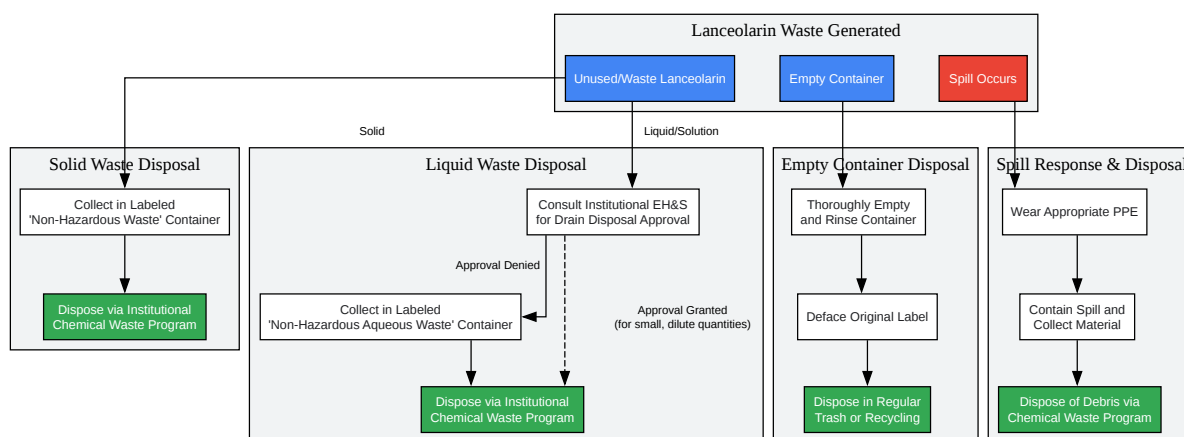 Lanceolarin Waste Generated
Unused/Waste Lanceolarin
Empty Container
Spill Occurs
Solid
Liquid/Solution
Solid Waste Disposal
Collect in Labeled
'Non-Hazardous Waste' Container
Dispose via Institutional
Chemical Waste Program
Liquid Waste Disposal
Consult Institutional EH&S
for Drain Disposal Approval
Approval Denied
Collect in Labeled
'Non-Hazardous Aqueous Waste' Container
Approval Granted
(for small, dilute quantities)
Dispose via Institutional
Chemical Waste Program
Empty Container Disposal
Thoroughly Empty
and Rinse Container
Deface Original Label
Dispose in Regular
Trash or Recycling
Spill Response & Disposal
Wear Appropriate PPE
Contain Spill and
Collect Material
Dispose of Debris via
Chemical Waste Program